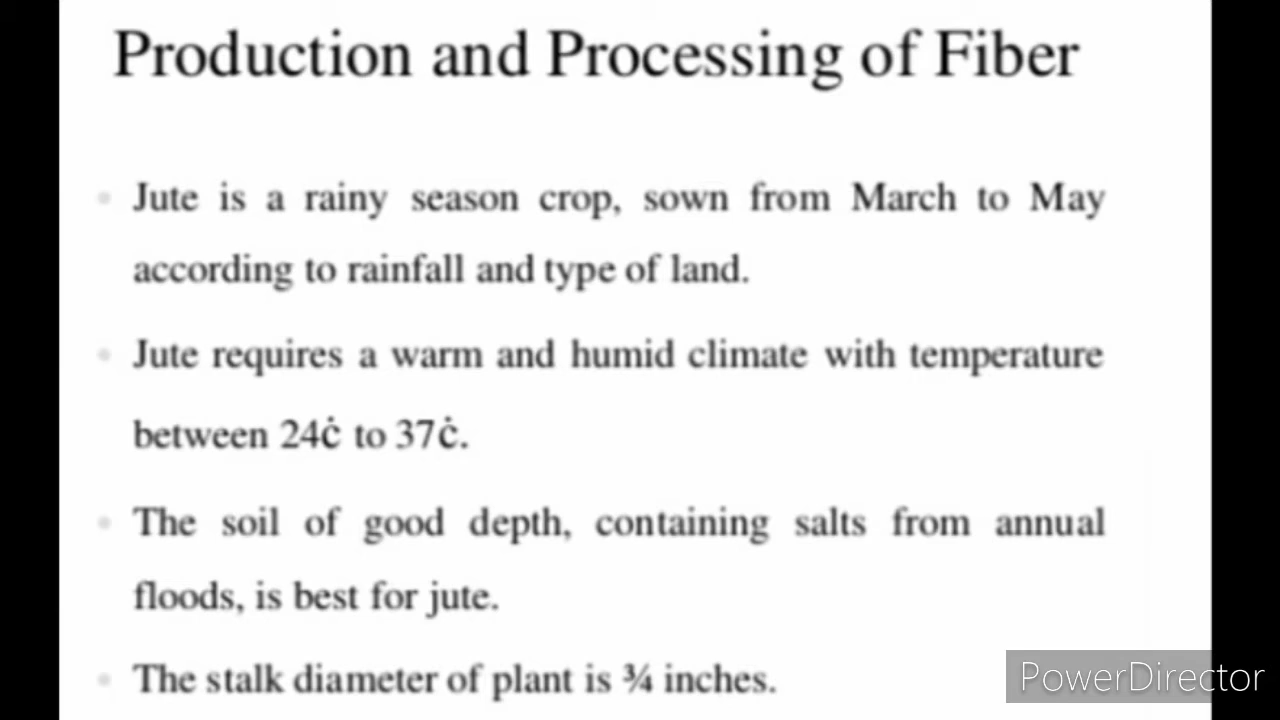 Production and Processing of Fiber
Jute is a rainy season crop, sown from March to May
according to rainfall and type of land.
Jute requires a warm and humid climate with temperature
between 24ċ to 37ċ.
The soil of good depth, containing salts from annual
floods, is best for jute.
The stalk diameter of plant is ¾ inches.
PowerDirector